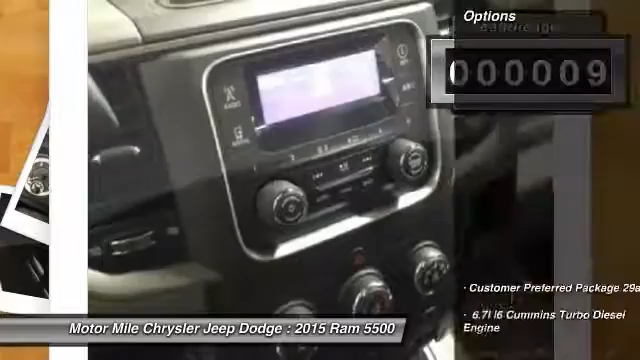 Options
000009
· Customer Preferred Package 29a
· 6.7l I6 Cummins Turbo Diesel
Engine
Motor Mile Chrysler Jeep Dodge : 2015 Ram 5500